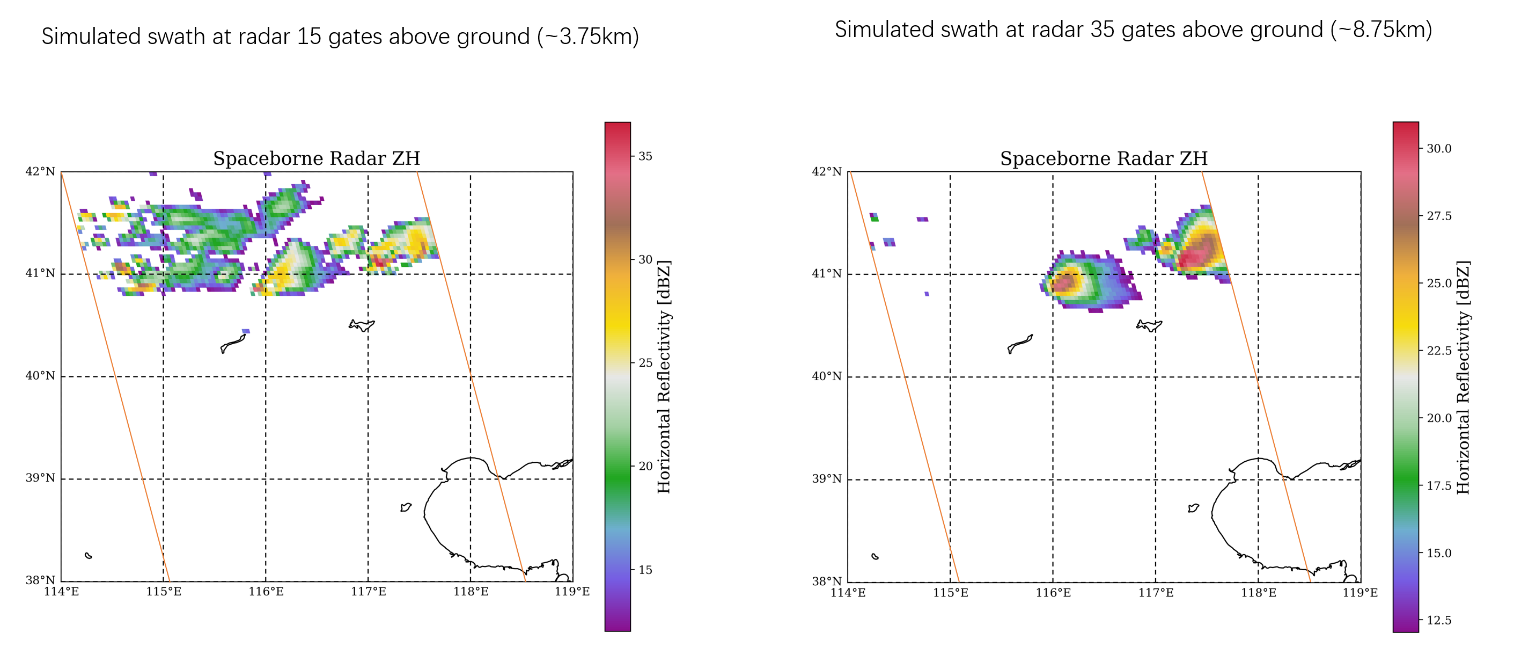 Simulated swath at radar 15 gates above ground (~3.75km)
Spaceborne Radar ZH
42°N
41°N
40°N
39°N
38°N
114°E 115°E 116°E 117°E 118°E 119°E
35
30
25
20
15
Horizontal Reflectivity [dBZ]
Simulated swath at radar 35 gates above ground (~8.75km)
Spaceborne Radar ZH
42°N
41°N
40°N
39°N
38°N
114°E 115°E 116°E 117°E 118°E 119°E
30.0
27.5
25.0
22.5
20.0
17.5
15.0
12.5
Horizontal Reflectivity [dBZ]